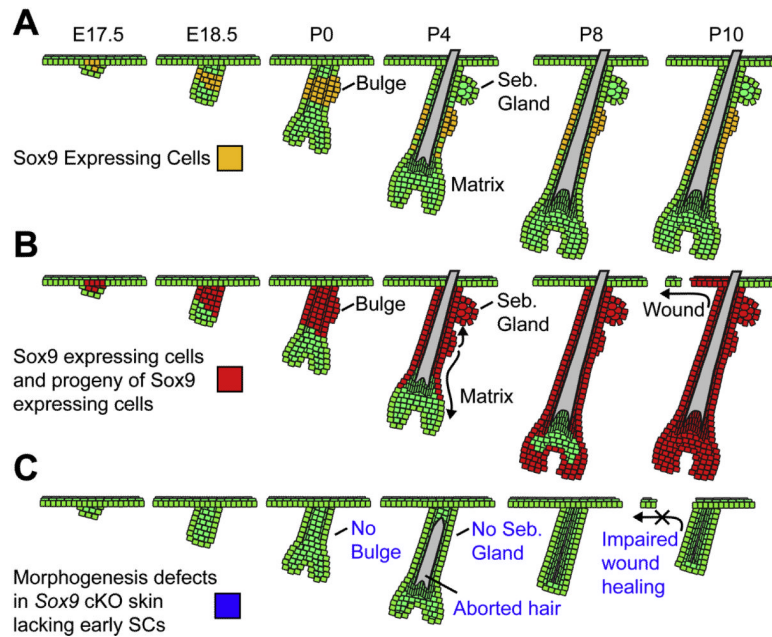 A
E17.5 E18.5 P0 P4 P8 P10
Bulge
Seb.
Gland
Sox9 Expressing Cells
Matrix
B
Bulge
Seb.
Gland
Wound
Sox9 expressing cells
and progeny of Sox9
expressing cells
Matrix
C
No
Bulge
No Seb.
Gland
Impaired
wound
healing
Morphogenesis defects
in Sox9 cKO skin
lacking early SCs
Aborted hair